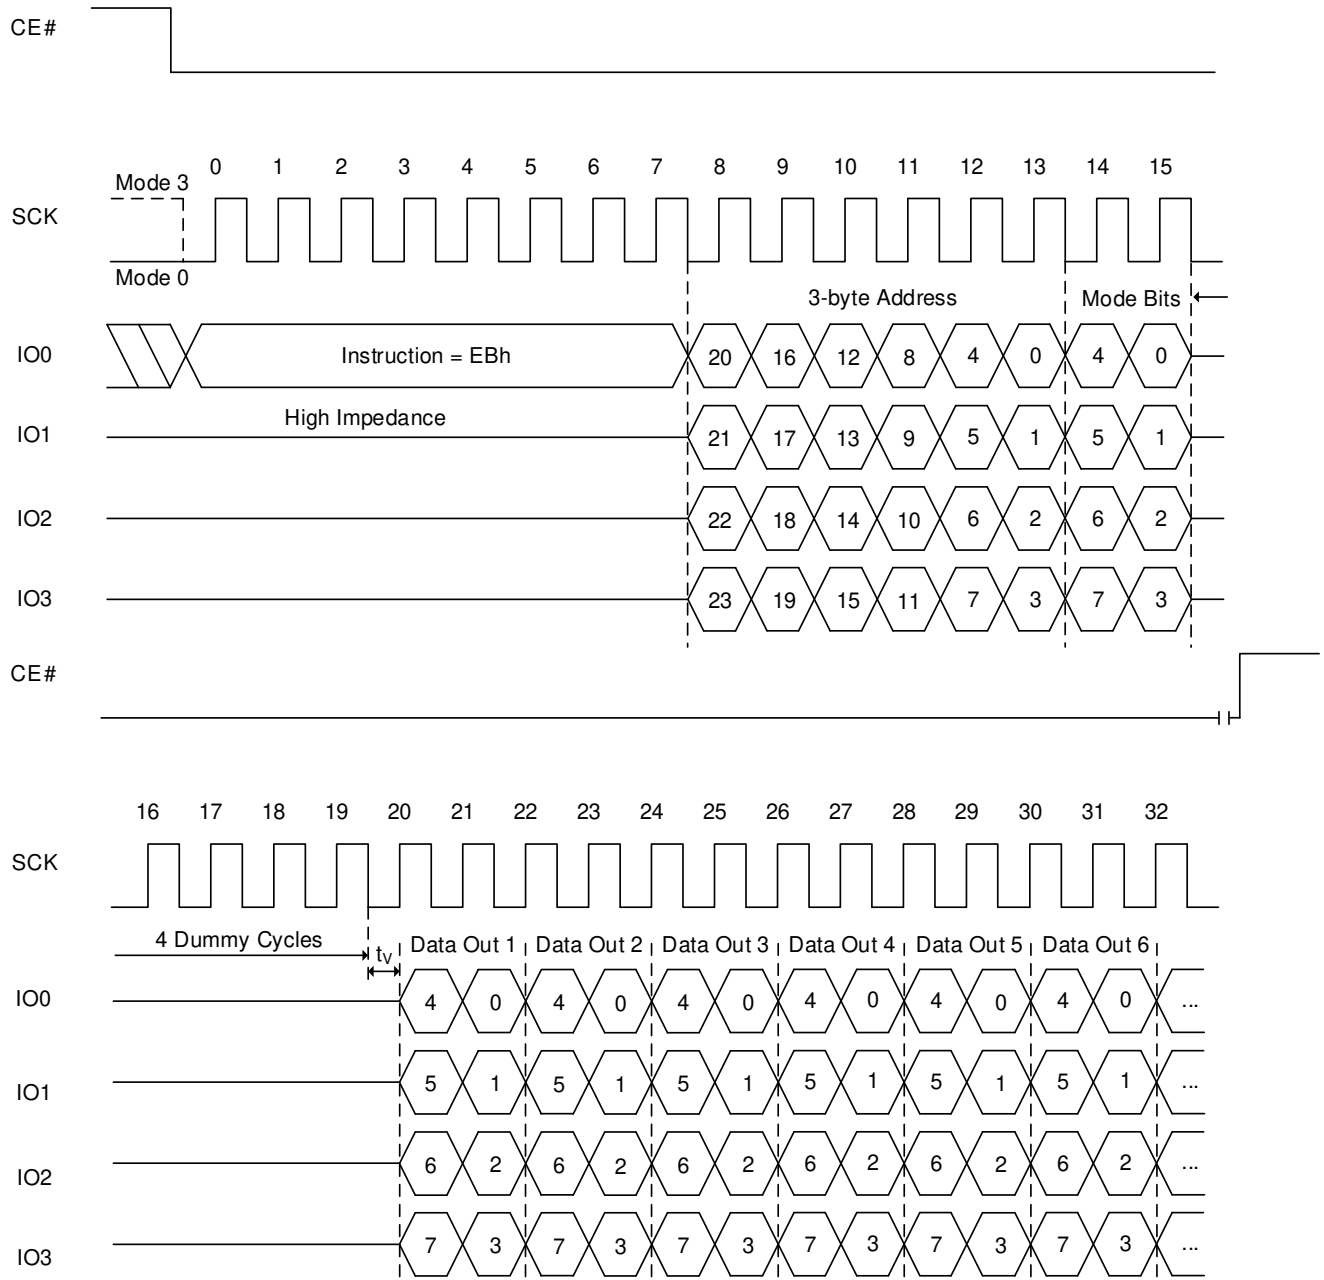 CE#
0 1 2 3 4 5 6 7 8 9 10 11 12 13 14 15
Mode 3
SCK
Mode 0
3-byte Address Mode Bits
IO0 Instruction = EBh 20 16 12 8 4 0 4 0
High Impedance
IO1 21 17 13 9 5 1 5 1
IO2 22 18 14 10 6 2 6 2
IO3 23 19 15 11 7 3 7 3
CE#
16 17 18 19 20 21 22 23 24 25 26 27 28 29 30 31 32
SCK
4 Dummy Cycles tV Data Out 1 Data Out 2 Data Out 3 Data Out 4 Data Out 5 Data Out 6
IO0 4 0 4 0 4 0 4 0 4 0 4 0 ...
IO1 5 1 5 1 5 1 5 1 5 1 5 1 ...
IO2 6 2 6 2 6 2 6 2 6 2 6 2 ...
IO3 7 3 7 3 7 3 7 3 7 3 7 3 ...